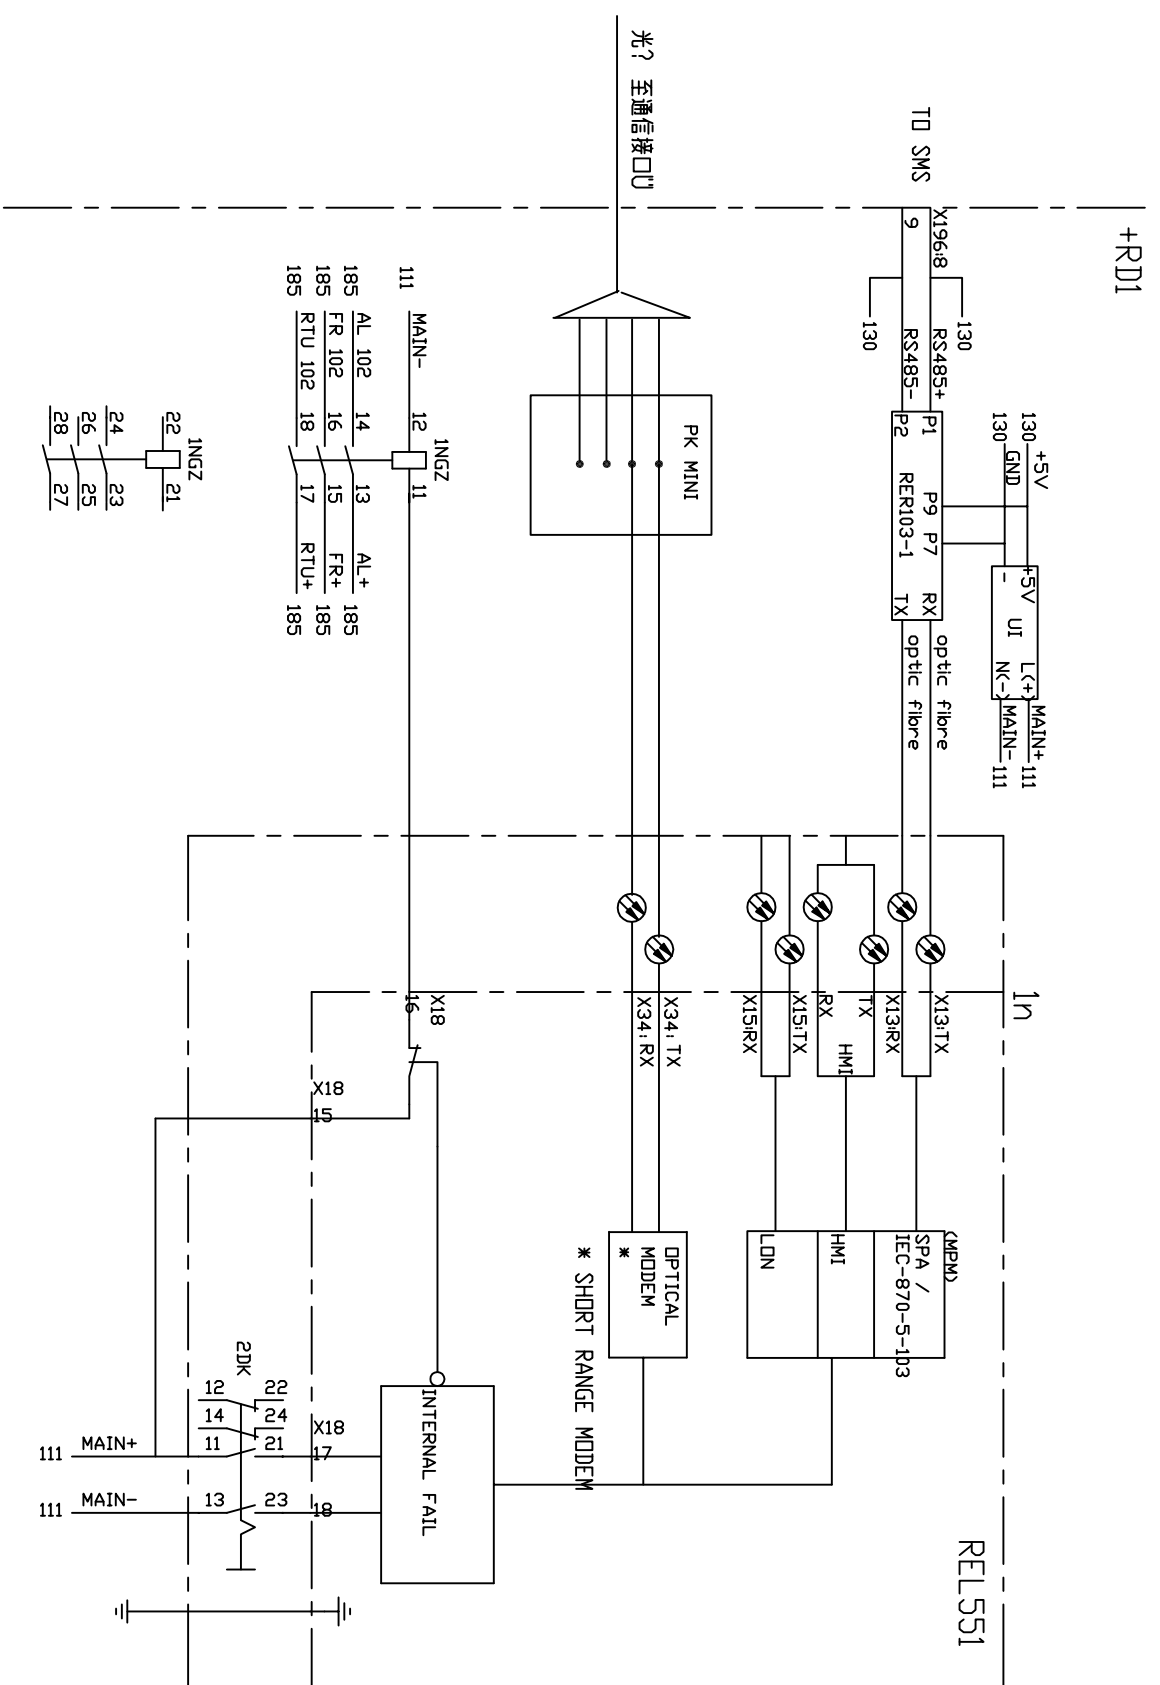 +RD1
TO SMS
光? 至通信接口
X196:8
9
130
130
RS485+
RS485-
P1
P2
P9
P7
RER103-1
RX
TX
130
+5V
130
GND
+5V
-
UI
L(+)
N(-)
MAIN+
111
MAIN-
111
optic fibre
optic fibre
PK MINI
111
MAIN-
12
1NGZ
11
185
AL 102
14
13
AL+
185
185
FR 102
16
15
FR+
185
185
RTU 102
18
17
RTU+
185
1NGZ
22
21
24
23
26
25
28
27
1n
REL551
X13:TX
X13:RX
TX
RX
HMI
X15:TX
X15:RX
X34:TX
X34:RX
X18
16
X18
15
(MPM)
SPA /
IEC-870-5-103
HMI
LON
OPTICAL
MODEM
*
* SHORT RANGE MODEM
INTERNAL FAIL
2DK
12
22
14
24
X18
111
MAIN+
11
21
17
111
MAIN-
13
23
18